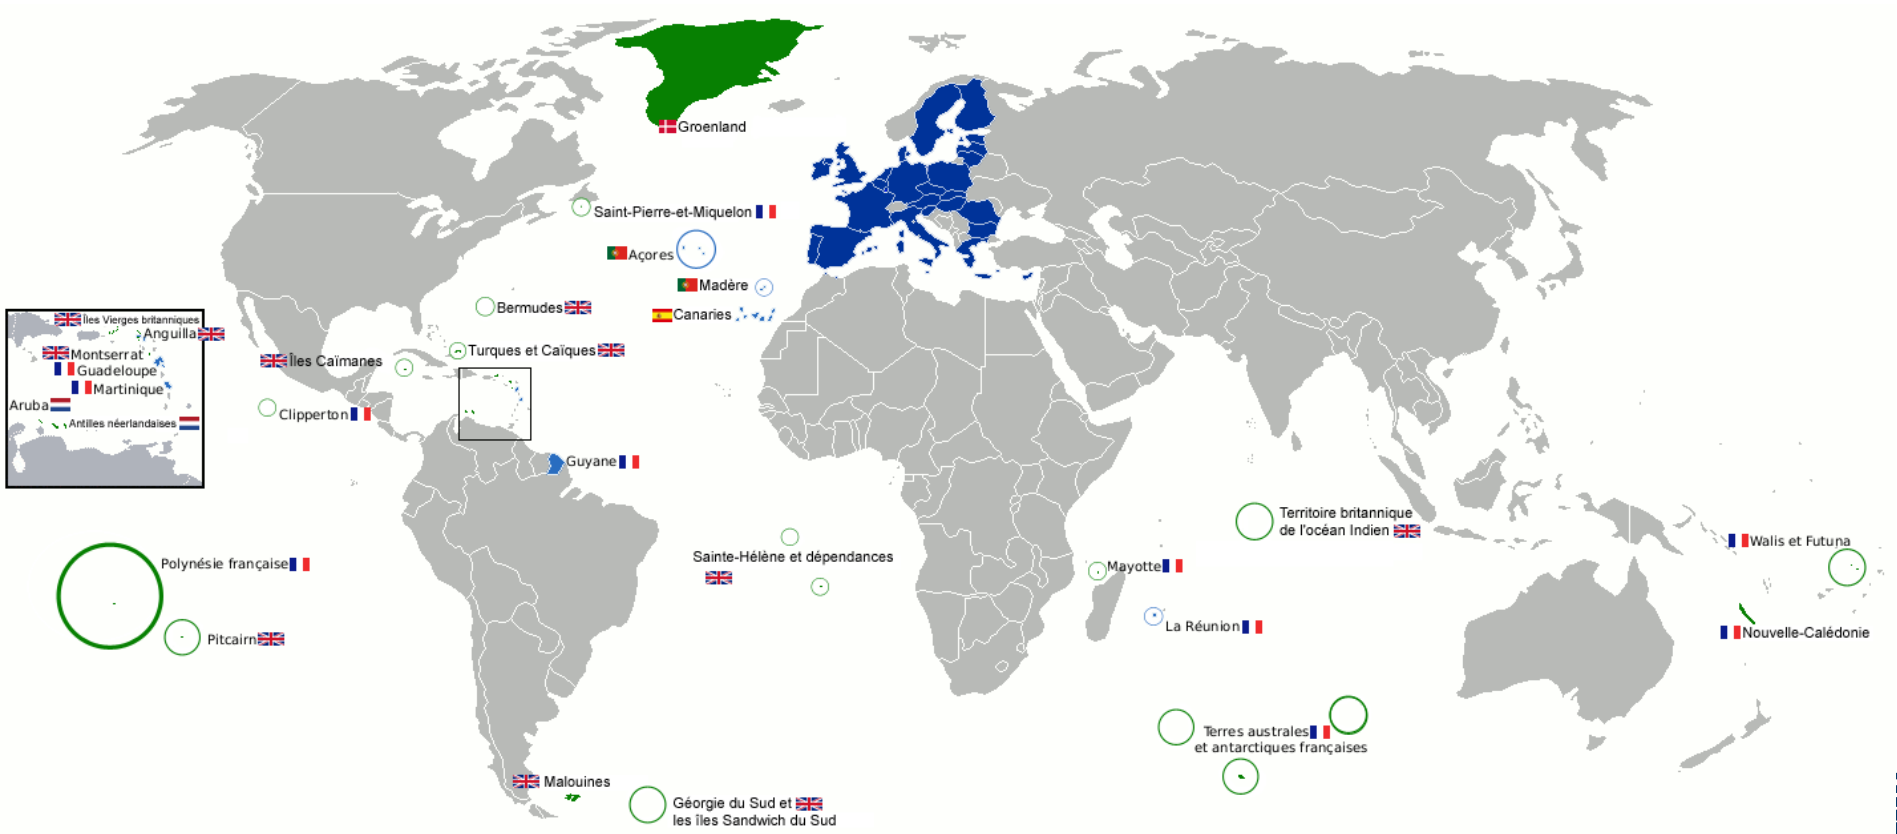 Groenland
Saint-Pierre-et-Miquelon
Açores
Madère
Canaries
Bermudes
Turques et Caïques
Îles Caïmanes
Clipperton
Îles Vierges britanniques
Anguilla
Montserrat
Guadeloupe
Martinique
Aruba
Antilles néerlandaises
Guyane
Polynésie française
Pitcairn
Sainte-Hélène et dépendances
Territoire britannique
de l'océan Indien
Mayotte
La Réunion
Walis et Futuna
Nouvelle-Calédonie
Terres australes
et antarctiques françaises
Malouines
Géorgie du Sud et
les îles Sandwich du Sud